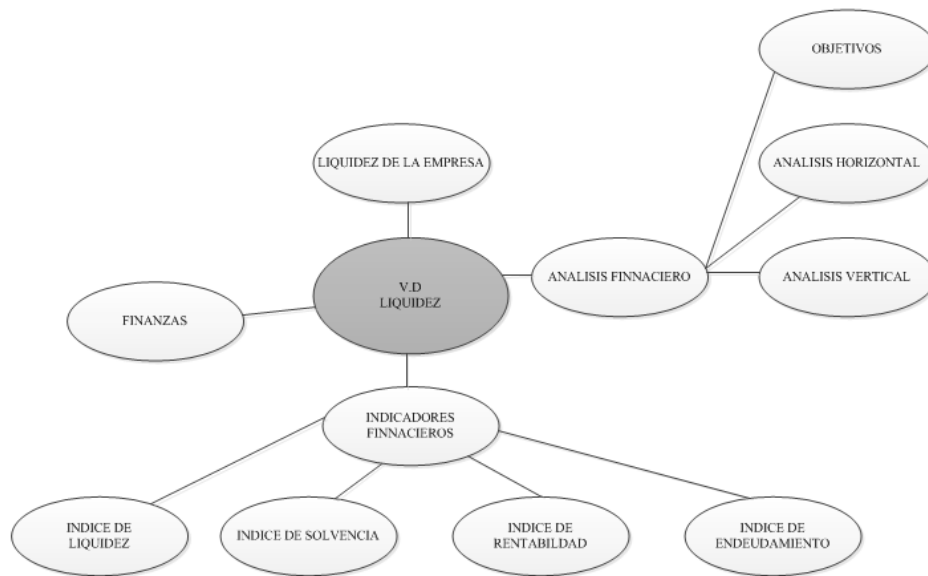 OBJETIVOS
LIQUIDEZ DE LA EMPRESA
ANALISIS HORIZONTAL
V.D
LIQUIDEZ
ANALISIS FINNACIERO
ANALISIS VERTICAL
FINANZAS
INDICADORES
FINNACIEROS
INDICE DE
LIQUIDEZ
INDICE DE SOLVENCIA
INDICE DE
RENTABILDAD
INDICE DE
ENDEUDAMIENTO